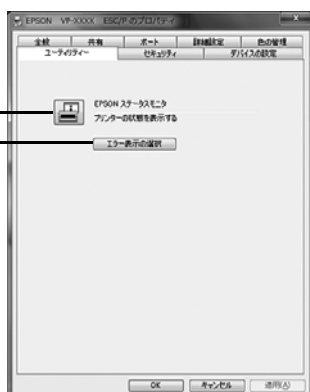 EPSON VP-XXXX ESC/P のプロパティ
全般 共有 ポート 詳細設定 色の管理
ユーティリティー セキュリティ デバイスの設定
EPSON ステータスモニタ
プリンターの状態を表示する
エラー表示の選択
OK キャンセル 適用(A)